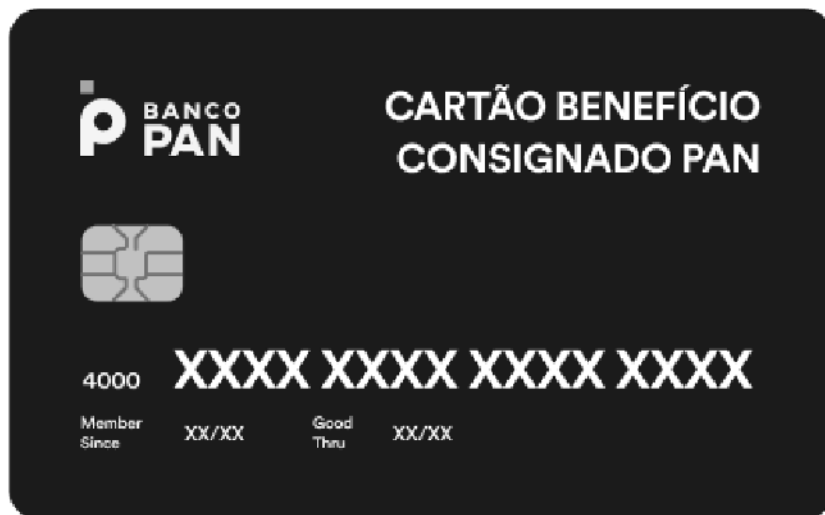 BANCO
PAN
CARTÃO BENEFÍCIO
CONSIGNADO PAN
4000 XXXX XXXX XXXX XXXX
Member
Since
XX/XX
Good
Thru
XX/XX